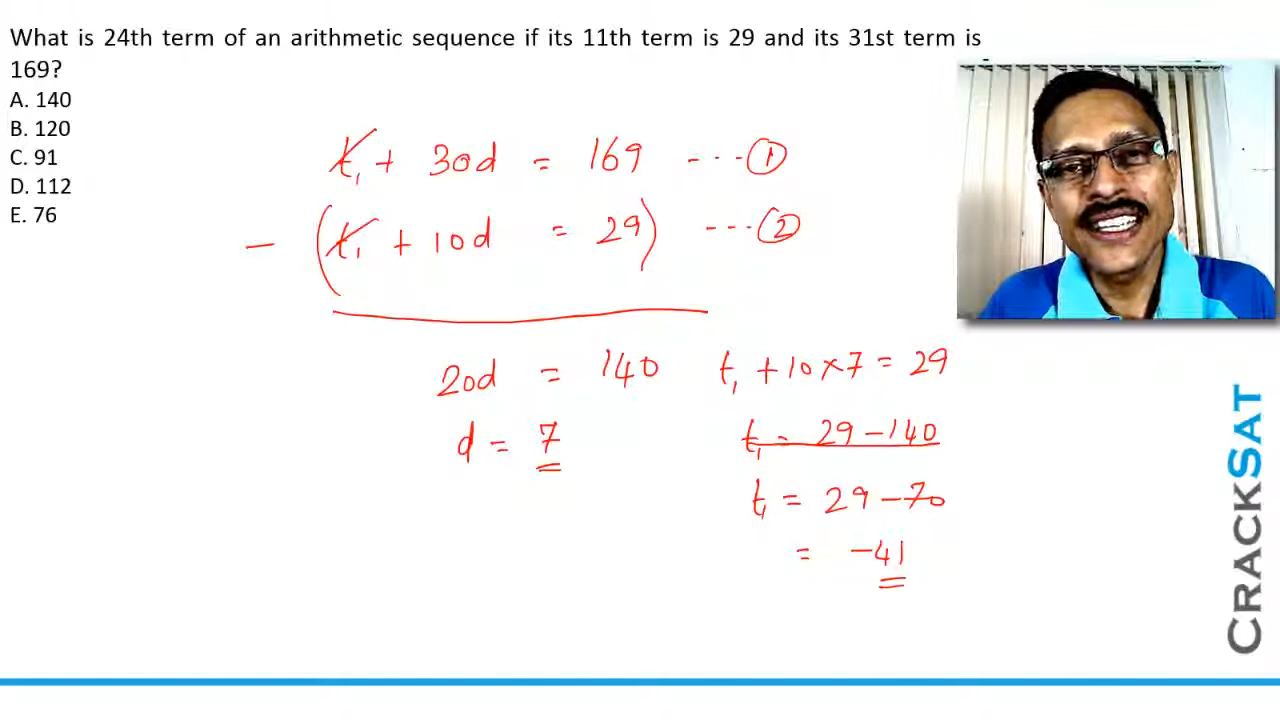 What is 24th term of an arithmetic sequence if its 11th term is 29 and its 31st term is
169?
A. 140
B. 120
C. 91
D. 112
E. 76
t₁ + 30d = 169 ---①
- (t₁ + 10d = 29) ---②
20d = 140
d = 7
t₁ + 10×7 = 29
t₁ = 29 - 140
t₁ = 29 - 70
= -41
CRACKSAT